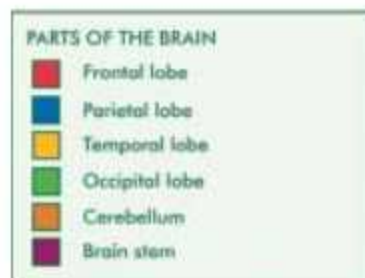 PARTS OF THE BRAIN
Frontal lobe
Parietal lobe
Temporal lobe
Occipital lobe
Cerebellum
Brain stem